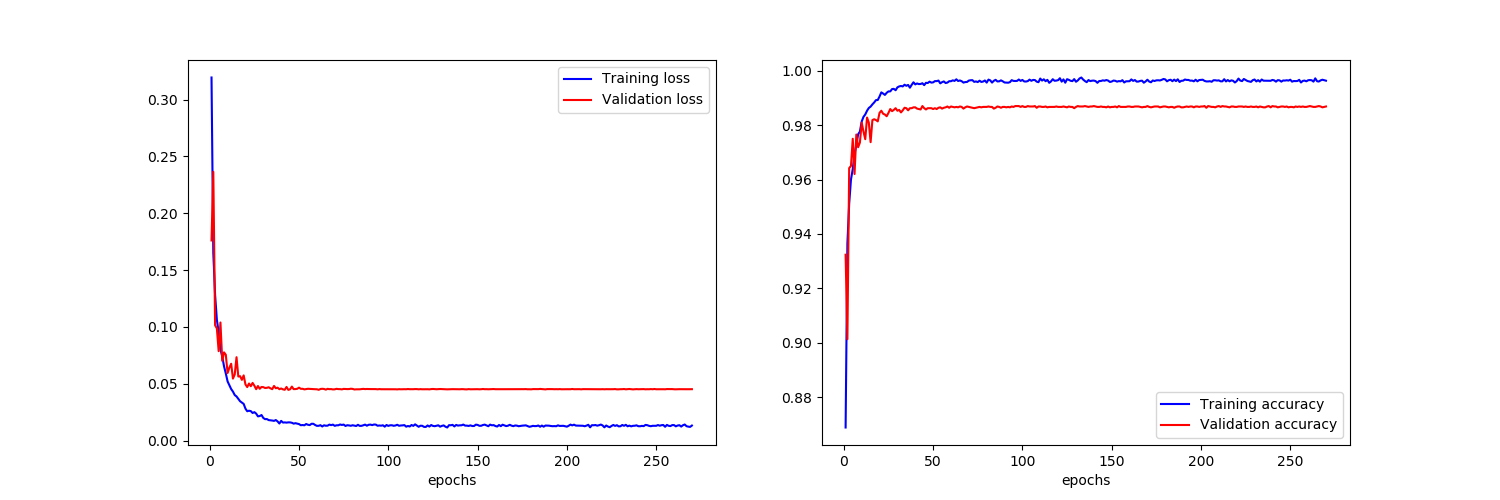 Training loss
Validation loss
0.30
0.25
0.20
0.15
0.10
0.05
0.00
0 50 100 150 200 250
epochs
1.00
0.98
0.96
0.94
0.92
0.90
0.88
Training accuracy
Validation accuracy
0 50 100 150 200 250
epochs